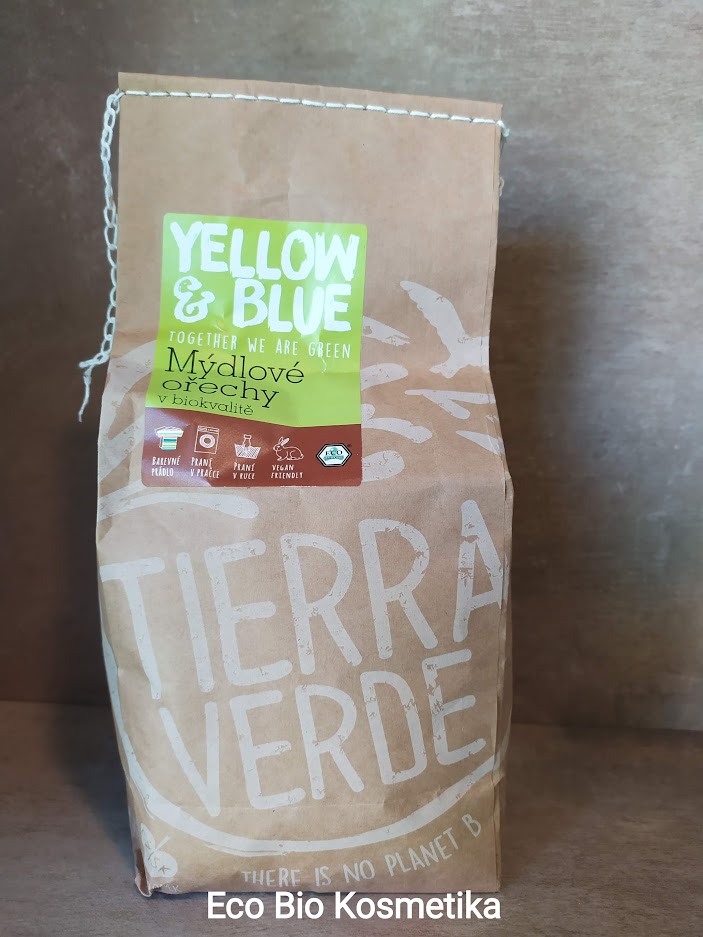 YELLOW
& BLUE
TOGETHER WE ARE GREEN
Mýdlové
ořechy
v biokvalitě
BAREVNÉ
PRÁDLO
PRANÍ
V PRAČCE
PRANÍ
V RUCE
VEGAN
FRIENDLY
ECO
TIERRA
VERDE
THERE IS NO PLANET B
Eco Bio Kosmetika